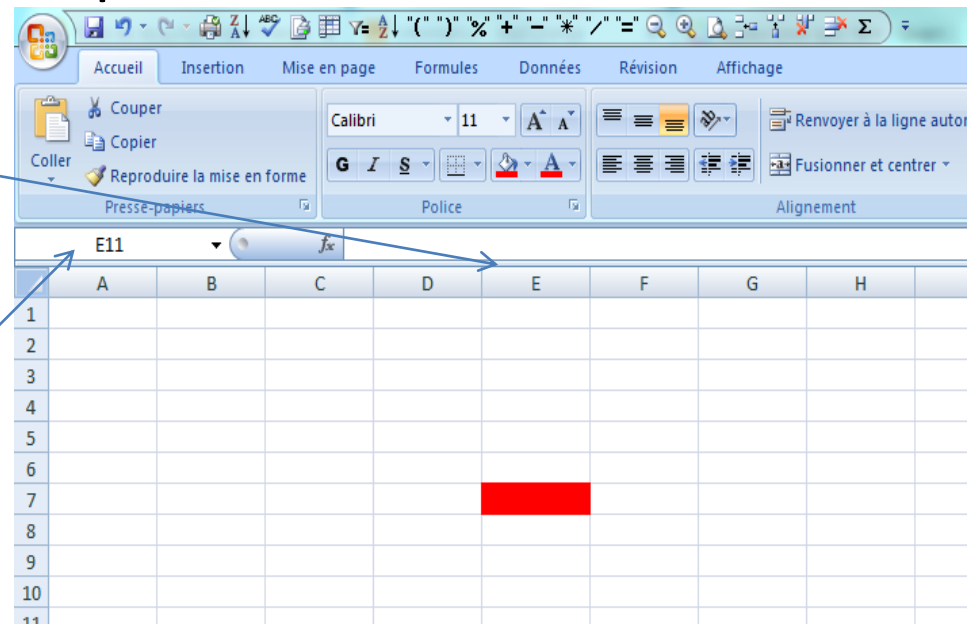 ABC A Z "(" ")" "%" "+" "−" "*" "/" "=" Σ
Accueil Insertion Mise en page Formules Données Révision Affichage
Couper
Copier
Coller
Reproduire la mise en forme
Calibri 11 A A
G I S A
Renvoyer à la ligne autor
Fusionner et centrer
Presse-papiers Police Alignement
E11 fx
A B C D E F G H
1
2
3
4
5
6
7
8
9
10
11